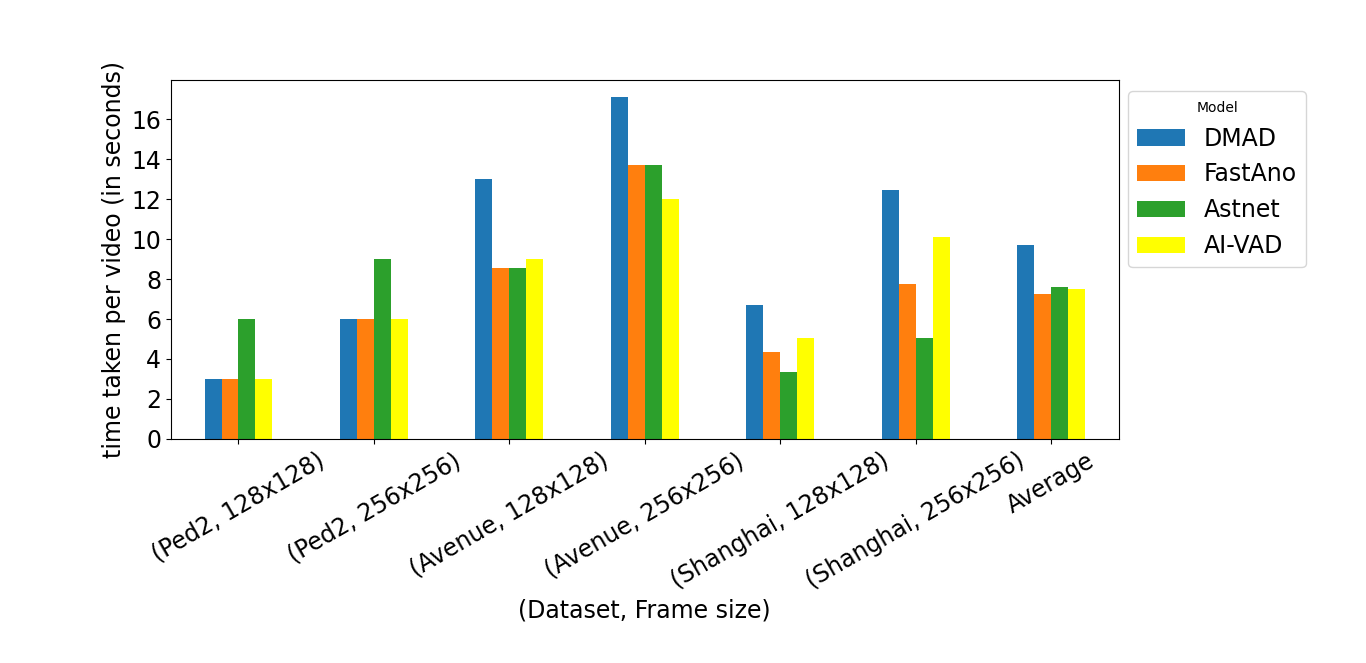 time taken per video (in seconds)
16
14
12
10
8
6
4
2
0
(Ped2, 128x128)
(Ped2, 256x256)
(Avenue, 128x128)
(Avenue, 256x256)
(Shanghai, 128x128)
(Shanghai, 256x256)
Average
(Dataset, Frame size)
Model
DMAD
FastAno
Astnet
AI-VAD